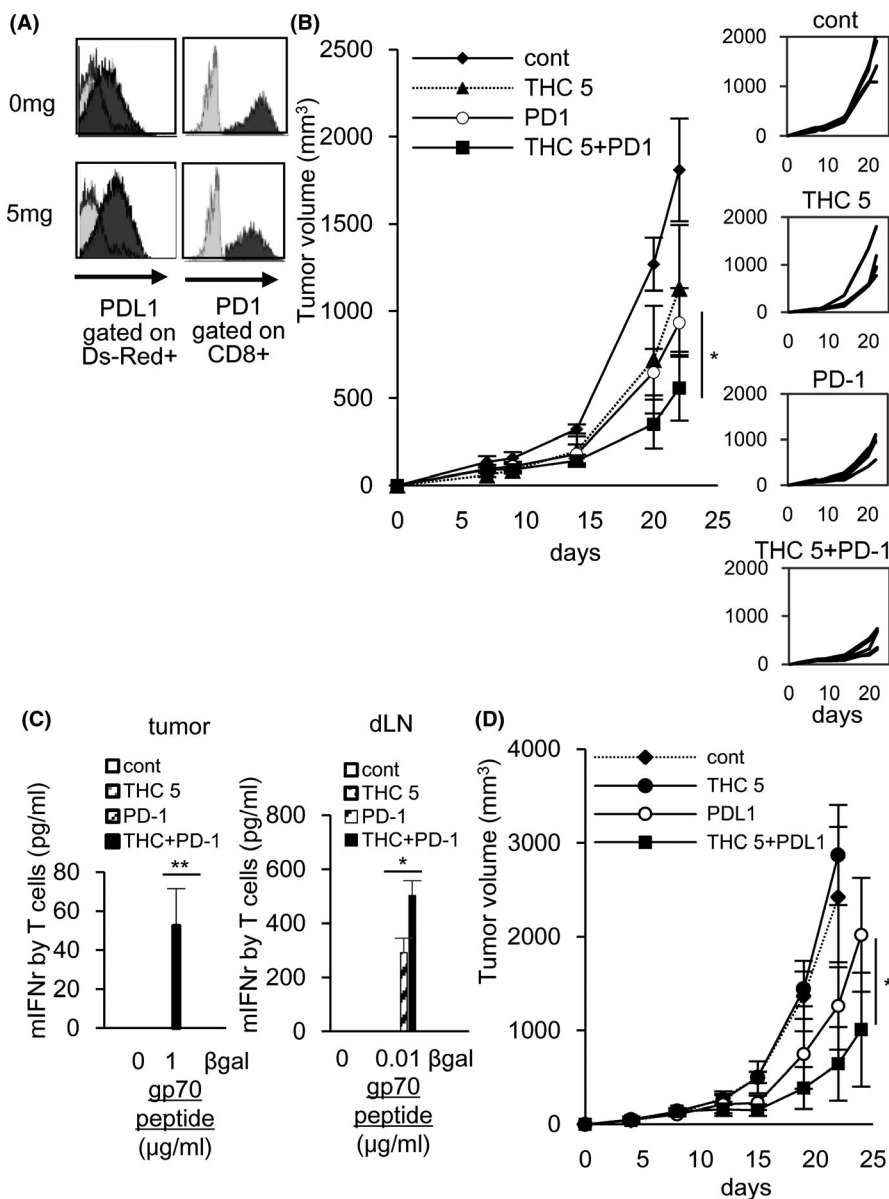 (A)
0mg
5mg
PDL1
gated on
Ds-Red+
PD1
gated on
CD8+
(B)
Tumor volume (mm³)
2500
2000
1500
1000
500
0
0 5 10 15 20 25
days
cont
THC 5
PD1
THC 5+PD1
*
cont
2000
1000
0
0 10 20
THC 5
2000
1000
0
0 10 20
PD-1
2000
1000
0
0 10 20
THC 5+PD-1
2000
1000
0
0 10 20
days
(C)
tumor
cont
THC 5
PD-1
THC+PD-1
mIFNr by T cells (pg/ml)
80
60
40
20
0
**
0 1 βgal
gp70
peptide
(μg/ml)
dLN
cont
THC 5
PD-1
THC+PD-1
mIFNr by T cells (pg/ml)
800
600
400
200
0
*
0 0.01 βgal
gp70
peptide
(μg/ml)
(D)
Tumor volume (mm³)
4000
3000
2000
1000
0
0 5 10 15 20 25
days
cont
THC 5
PDL1
THC 5+PDL1
*